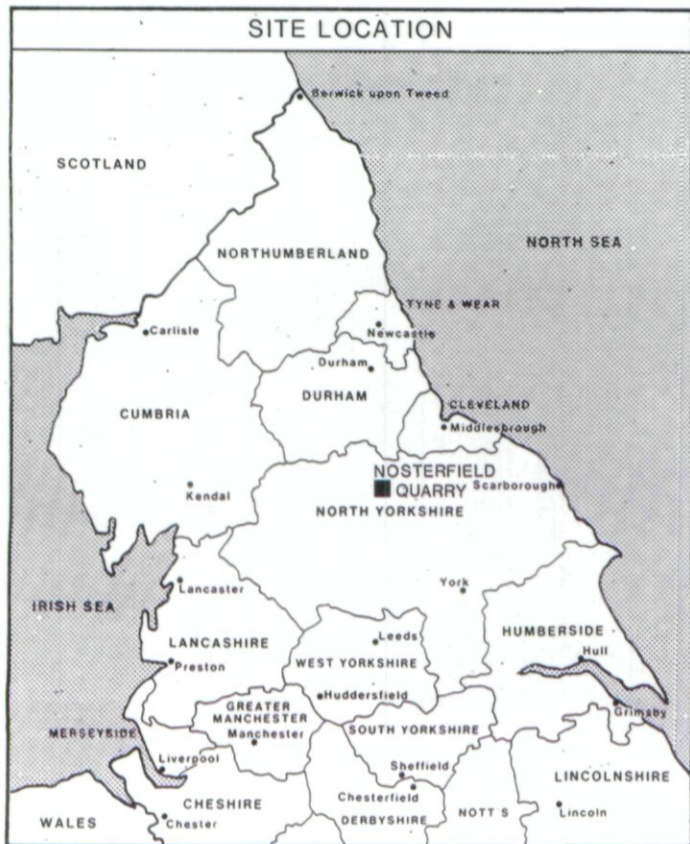 SITE LOCATION
Berwick upon Tweed
SCOTLAND
NORTH SEA
NORTHUMBERLAND
TYNE & WEAR
Carlisle
Newcastle
Durham
DURHAM
CLEVELAND
CUMBRIA
Middlesbrough
NOSTERFIELD
QUARRY
Kendal
Scarborough
NORTH YORKSHIRE
Lancaster
York
IRISH SEA
HUMBERSIDE
Leeds
LANCASHIRE
Hull
WEST YORKSHIRE
Preston
Huddersfield
GREATER
MANCHESTER
Grimsby
MERSEYSIDE
SOUTH YORKSHIRE
Manchester
Liverpool
Sheffield
LINCOLNSHIRE
Chesterfield
CHESHIRE
NOTT S
Lincoln
Chester
DERBYSHIRE
WALES